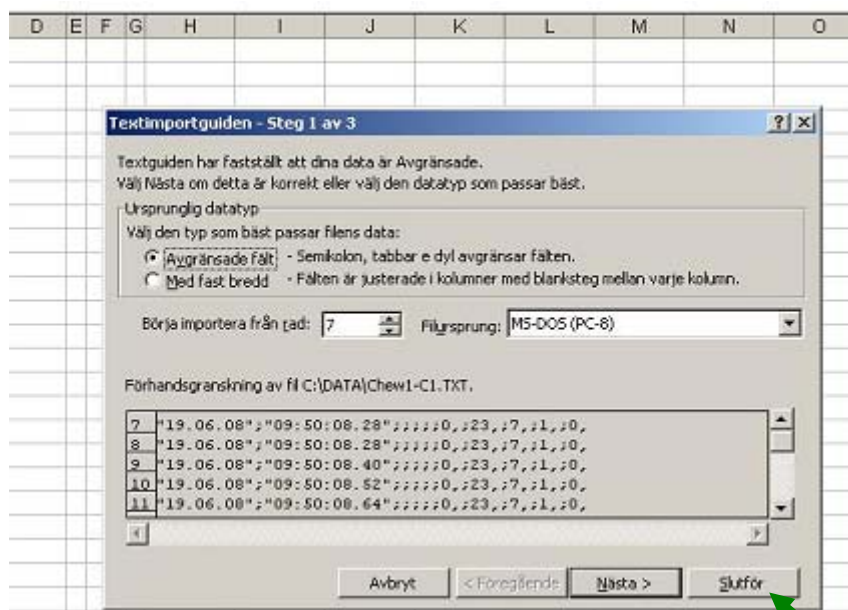 D E F G H I J K L M N O
Textimportguiden - Steg 1 av 3
Textguiden har fastställt att dina data är Avgränsade.
Välj Nästa om detta är korrekt eller välj den datatyp som passar bäst.
Ursprunglig datatyp
Välj den typ som bäst passar filens data:
Avgränsade fält - Semikolon, tabbar e dyl avgränsar fälten.
Med fast bredd - Fälten är justerade i kolumner med blanksteg mellan varje kolumn.
Börja importera från rad: 7 Filursprung: MS-DOS (PC-8)
Förhandsgranskning av fil C:\DATA\Chew1-C1.TXT.
7 "19.06.08";"09:50:08.28";;;;;0,;23,;7,;1,;0,
8 "19.06.08";"09:50:08.28";;;;;0,;23,;7,;1,;0,
9 "19.06.08";"09:50:08.40";;;;;0,;23,;7,;1,;0,
10 "19.06.08";"09:50:08.52";;;;;0,;23,;7,;1,;0,
11 "19.06.08";"09:50:08.64";;;;;0,;23,;7,;1,;0,
Avbryt < Föregående Nästa > Slutför